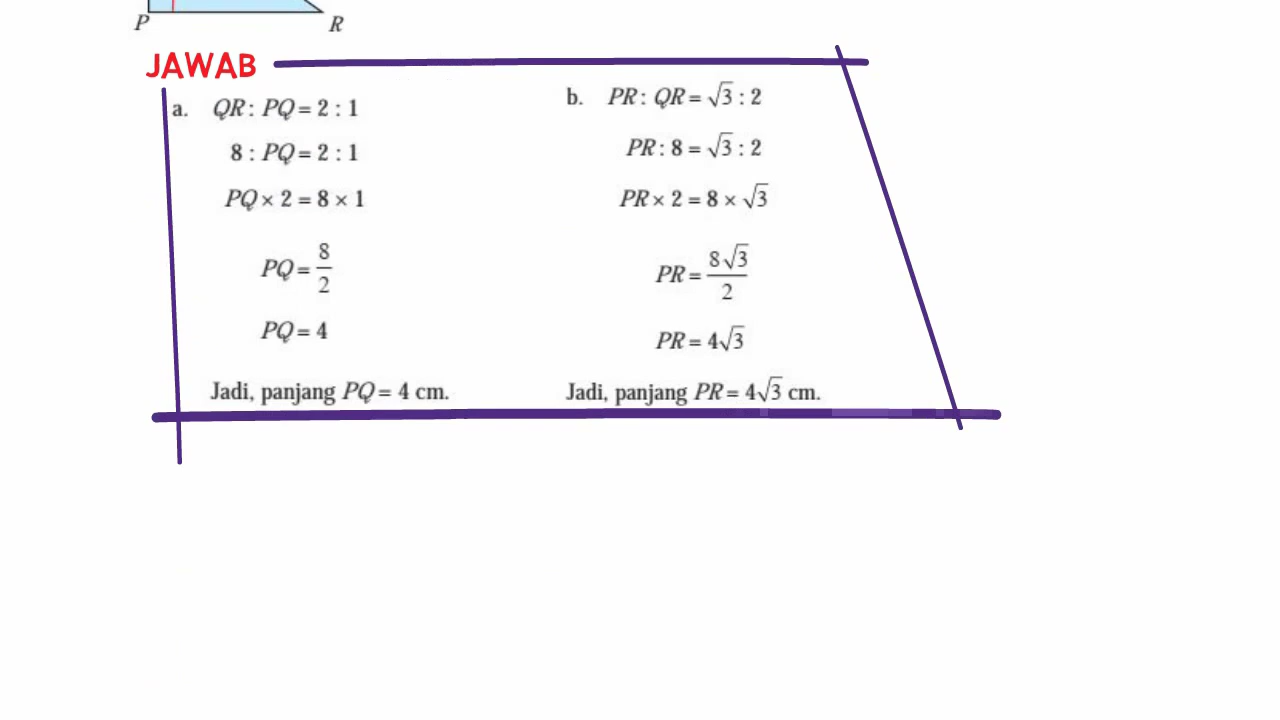 P
R
JAWAB
a. QR : PQ = 2 : 1
8 : PQ = 2 : 1
PQ × 2 = 8 × 1
PQ = 8/2
PQ = 4
Jadi, panjang PQ = 4 cm.
b. PR : QR = √3 : 2
PR : 8 = √3 : 2
PR × 2 = 8 × √3
PR = 8√3/2
PR = 4√3
Jadi, panjang PR = 4√3 cm.